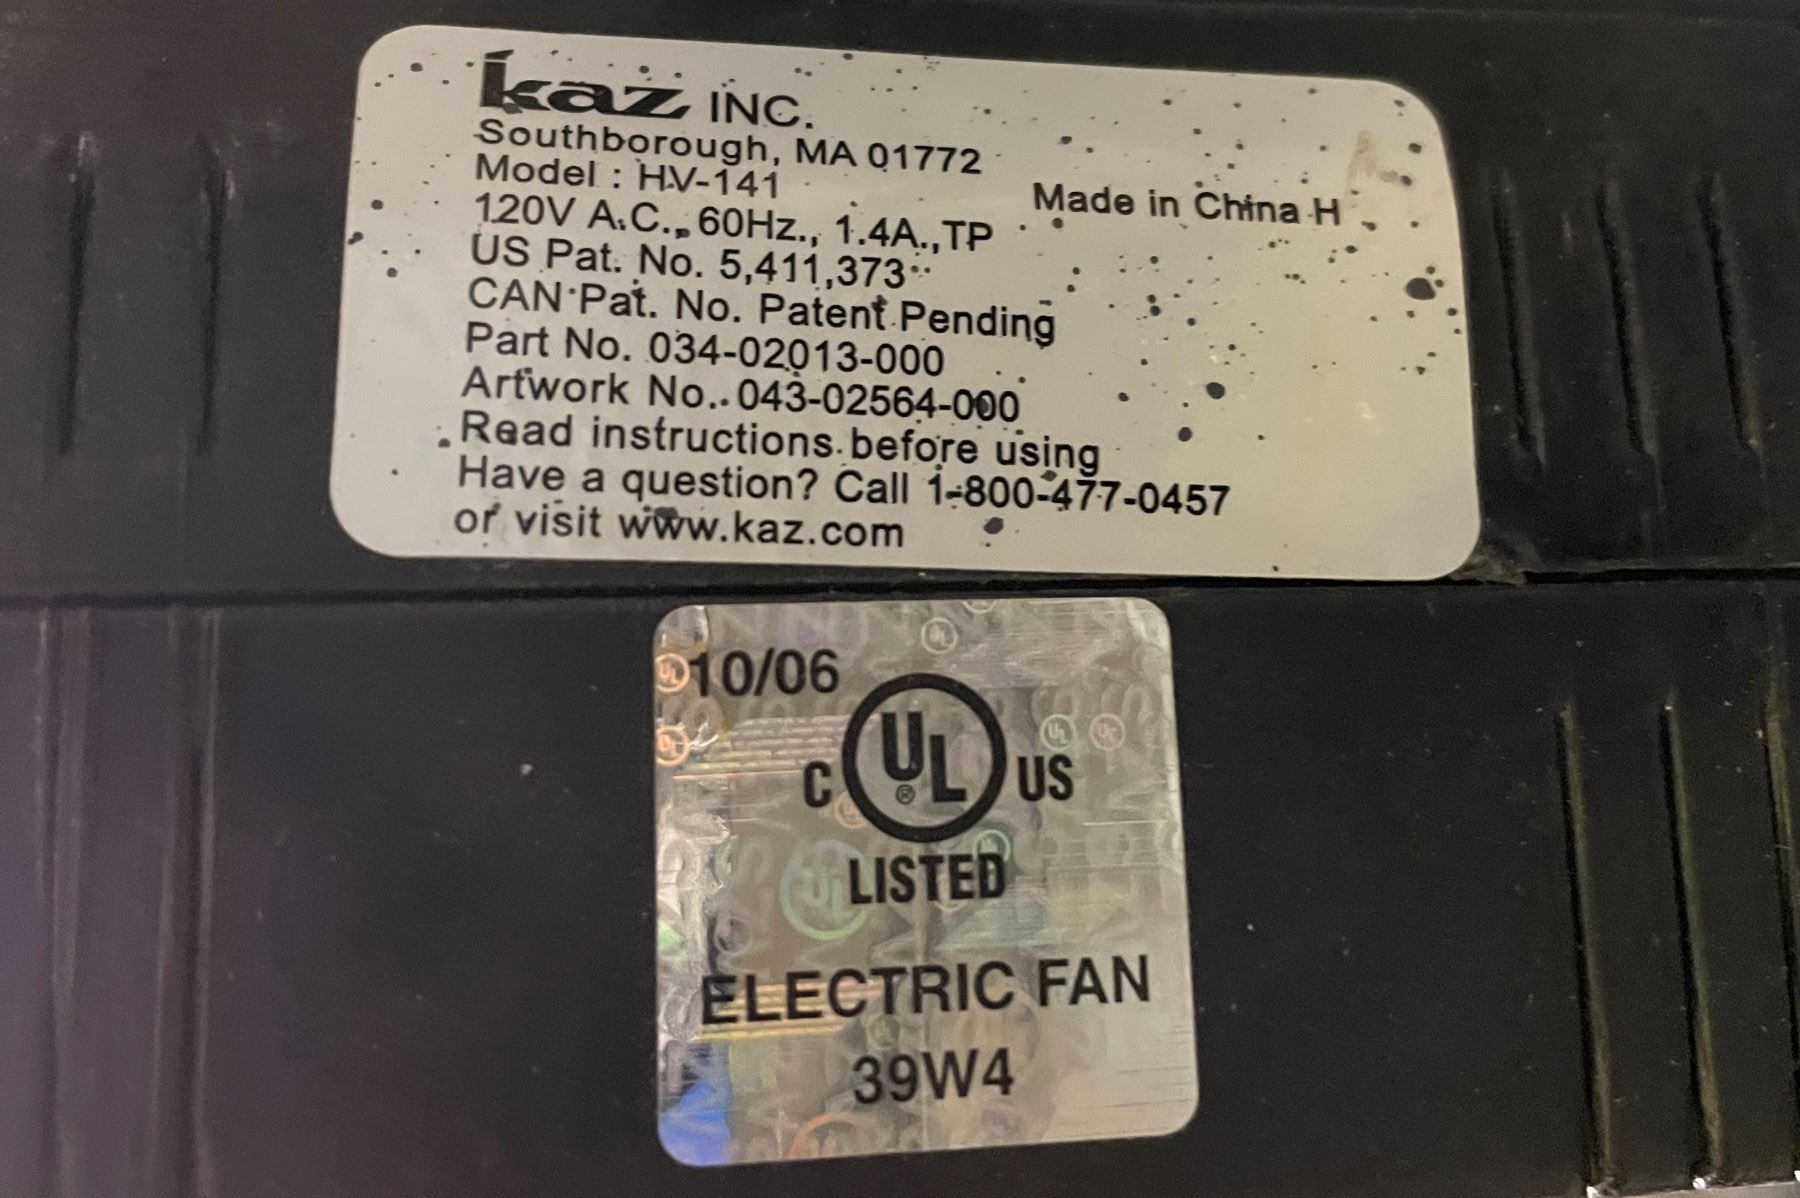 kaz INC.
Southborough, MA 01772
Model : HV-141
Made in China H
120V A.C., 60Hz., 1.4A.,TP
US Pat. No. 5,411,373
CAN Pat. No. Patent Pending
Part No. 034-02013-000
Artwork No. 043-02564-000
Read instructions before using
Have a question? Call 1-800-477-0457
or visit www.kaz.com
10/06
C UL® US
LISTED
ELECTRIC FAN
39W4